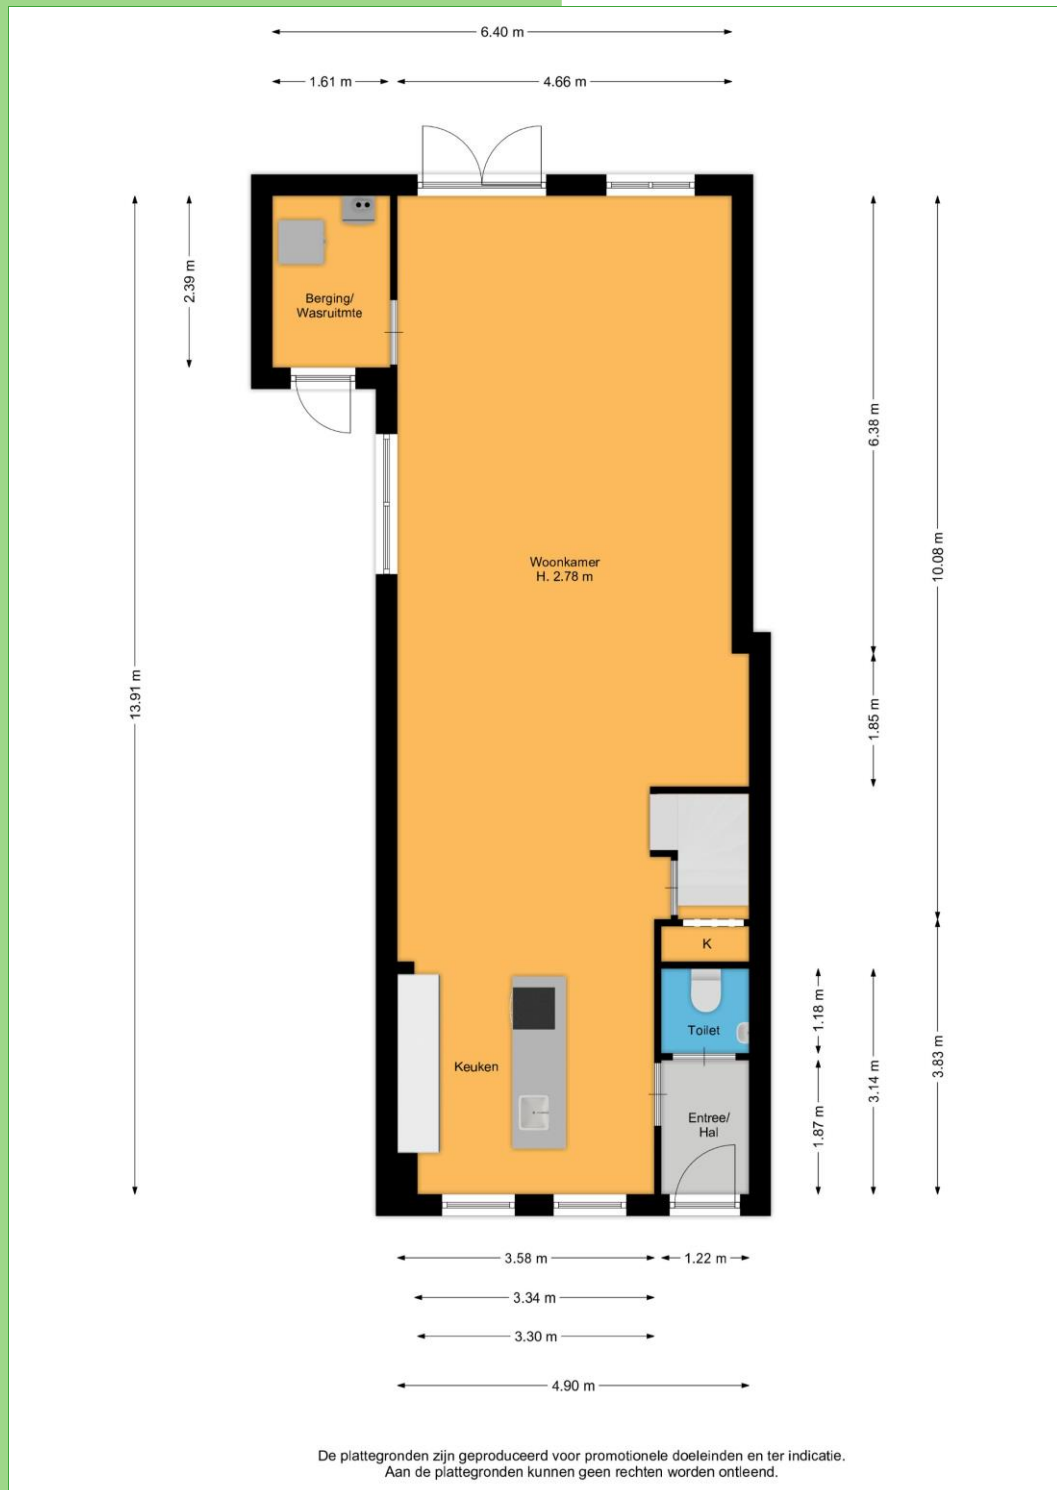 6.40 m
1.61 m
4.66 m
2.39 m
Berging/
Wasruitmte
6.38 m
10.08 m
Woonkamer
H. 2.78 m
13.91 m
1.85 m
K
Toilet
1.18 m
Keuken
3.83 m
3.14 m
Entree/
Hal
1.87 m
3.58 m
1.22 m
3.34 m
3.30 m
4.90 m
De plattegronden zijn geproduceerd voor promotionele doeleinden en ter indicatie.
Aan de plattegronden kunnen geen rechten worden ontleend.